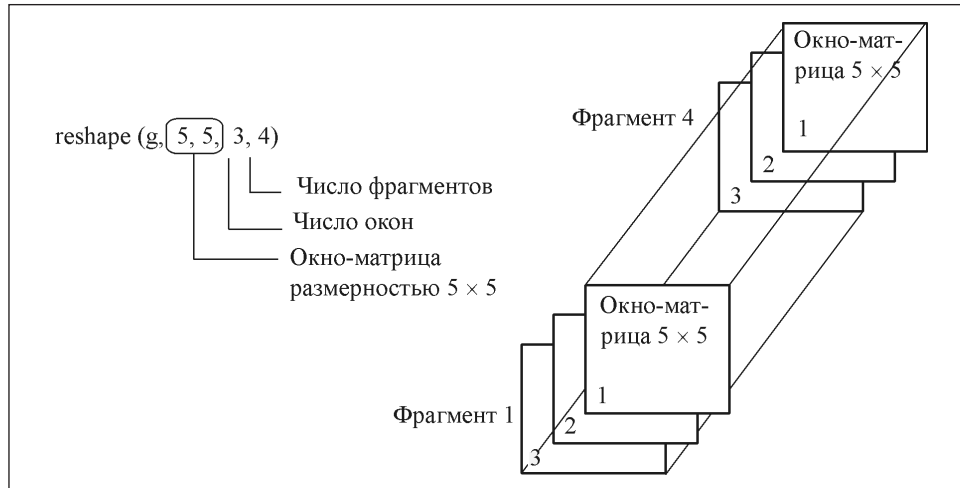 reshape (g, 5, 5, 3, 4)
Число фрагментов
Число окон
Окно-матрица
размерностью 5 × 5
Фрагмент 4
Окно-мат-
рица 5 × 5
1
2
3
Фрагмент 1
Окно-мат-
рица 5 × 5
1
2
3